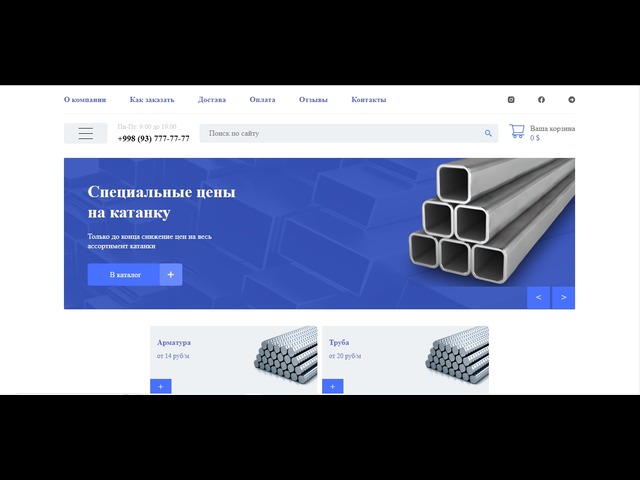 О компании Как заказать Достава Оплата Отзывы Контакты
Пн-Пт: 9:00 до 19:00
+998 (93) 777-77-77
Поиск по сайту
Ваша корзина
0 $
Специальные цены
на катанку
Только до конца снижение цен на весь
ассортимент катанки
В каталог +
< >
Арматура
от 14 руб/м
+
Труба
от 20 руб/м
+